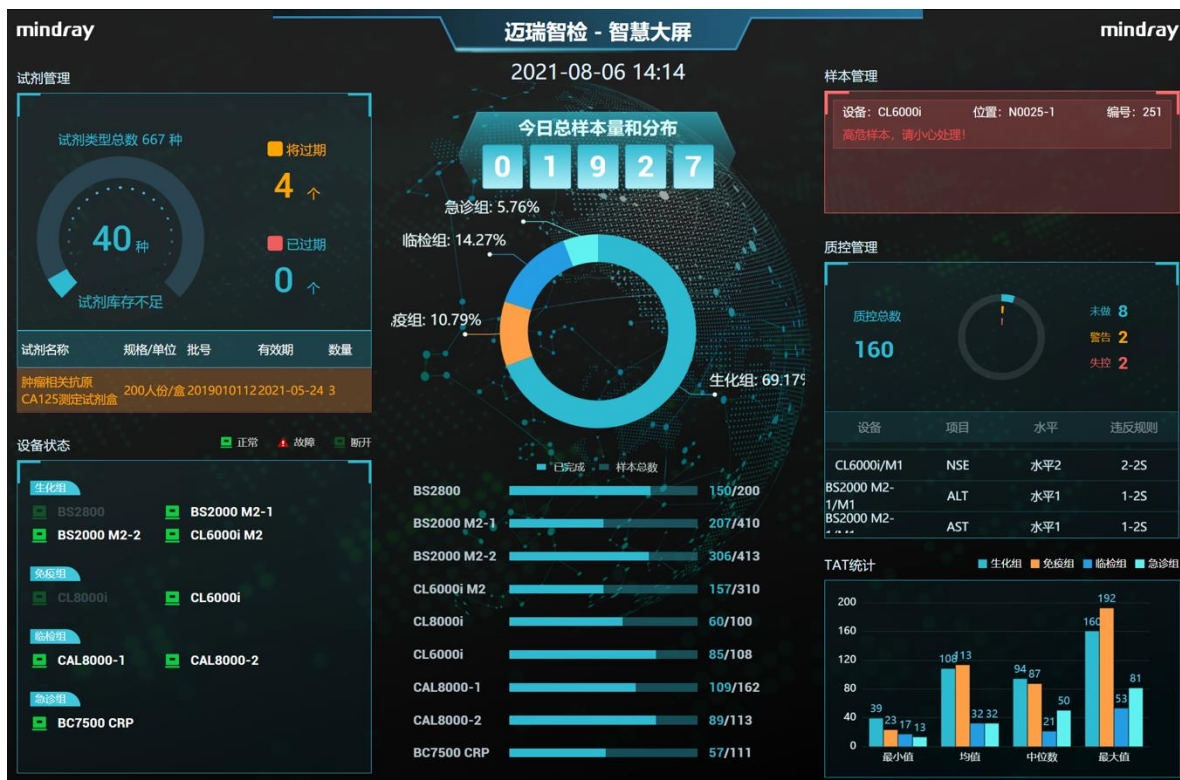 mindray
迈瑞智检 - 智慧大屏
mindray
2021-08-06 14:14
试剂管理
试剂类型总数 667 种
40 种
试剂库存不足
将过期
4 个
已过期
0 个
试剂名称 规格/单位 批号 有效期 数量
肿瘤相关抗原
CA125测定试剂盒
200人份/盒 2019010112 2021-05-24 3
设备状态
正常 故障 断开
生化组
BS2800 BS2000 M2-1
BS2000 M2-2 CL6000i M2
免疫组
CL8000i CL6000i
临检组
CAL8000-1 CAL8000-2
急诊组
BC7500 CRP
今日总样本量和分布
0 1 9 2 7
急诊组: 5.76%
临检组: 14.27%
疫组: 10.79%
生化组: 69.17%
已完成 样本总数
BS2800 150/200
BS2000 M2-1 207/410
BS2000 M2-2 306/413
CL6000i M2 157/310
CL8000i 60/100
CL6000i 85/108
CAL8000-1 109/162
CAL8000-2 89/113
BC7500 CRP 57/111
样本管理
设备: CL6000i 位置: N0025-1 编号: 251
高危样本, 请小心处理!
质控管理
质控总数
160
未做 8
警告 2
失控 2
设备 项目 水平 违反规则
CL6000i/M1 NSE 水平2 2-2S
BS2000 M2-
1/M1
ALT 水平1 1-2S
BS2000 M2-
AST 水平1 1-2S
TAT统计
生化组 免疫组 临检组 急诊组
200
160
120
80
40
0
39 23 17 13
108 113 32 32
94 87 21 50
160 192 53 81
最小值 均值 中位数 最大值